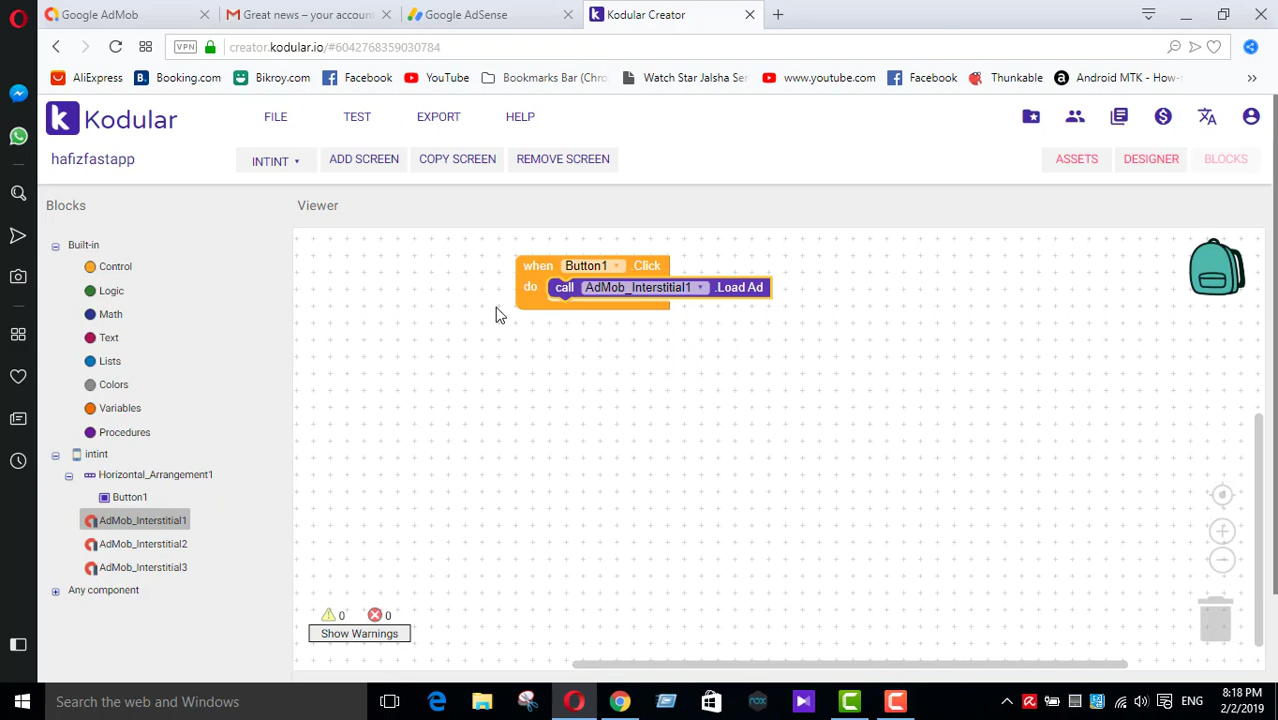 Google AdMob
Great news – your account
Google AdSense
Kodular Creator
VPN
creator.kodular.io/#6042768359030784
AliExpress
Booking.com
Bikroy.com
Facebook
YouTube
Bookmarks Bar (Chro
Watch Star Jalsha Ser
www.youtube.com
Facebook
Thunkable
Android MTK - How-
Kodular
FILE
TEST
EXPORT
HELP
hafizfastapp
INTINT
ADD SCREEN
COPY SCREEN
REMOVE SCREEN
ASSETS
DESIGNER
BLOCKS
Blocks
Viewer
Built-in
Control
Logic
Math
Text
Lists
Colors
Variables
Procedures
intint
Horizontal_Arrangement1
Button1
AdMob_Interstitial1
AdMob_Interstitial2
AdMob_Interstitial3
Any component
when Button1 .Click
do call AdMob_Interstitial1 .Load Ad
0 0
Show Warnings
Search the web and Windows
ENG
8:18 PM
2/2/2019